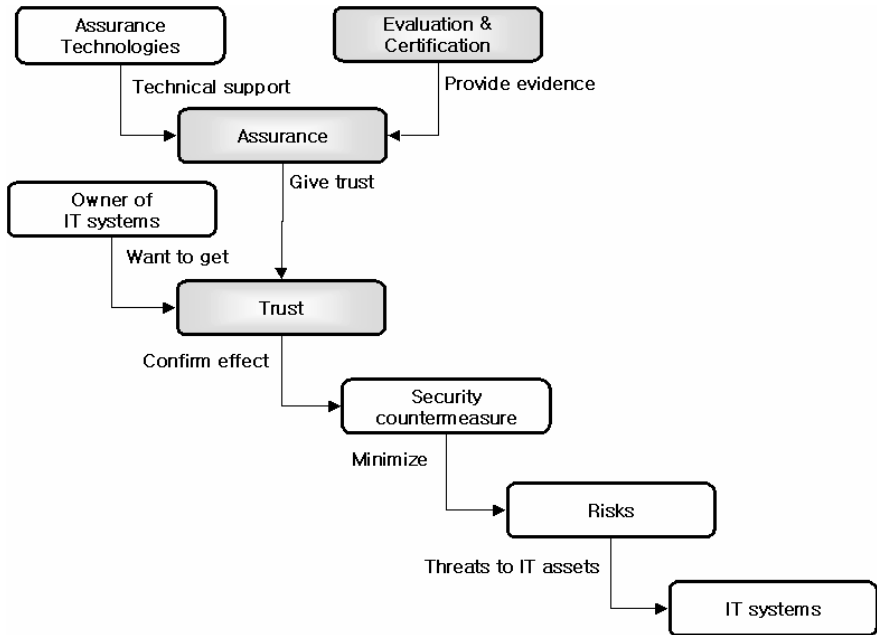 Assurance
Technologies
Evaluation &
Certification
Technical support
Provide evidence
Assurance
Give trust
Owner of
IT systems
Want to get
Trust
Confirm effect
Security
countermeasure
Minimize
Risks
Threats to IT assets
IT systems